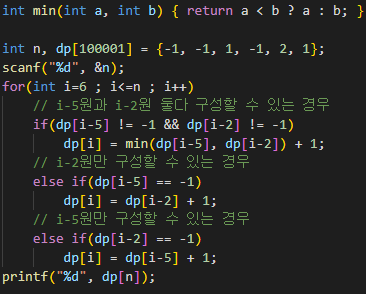 int min(int a, int b) { return a < b ? a : b; }

int n, dp[100001] = {-1, -1, 1, -1, 2, 1};
scanf("%d", &n);
for(int i=6 ; i<=n ; i++)
    // i-5원과 i-2원 둘다 구성할 수 있는 경우
    if(dp[i-5] != -1 && dp[i-2] != -1)
        dp[i] = min(dp[i-5], dp[i-2]) + 1;
    // i-2원만 구성할 수 있는 경우
    else if(dp[i-5] == -1)
        dp[i] = dp[i-2] + 1;
    // i-5원만 구성할 수 있는 경우
    else if(dp[i-2] == -1)
        dp[i] = dp[i-5] + 1;
printf("%d", dp[n]);